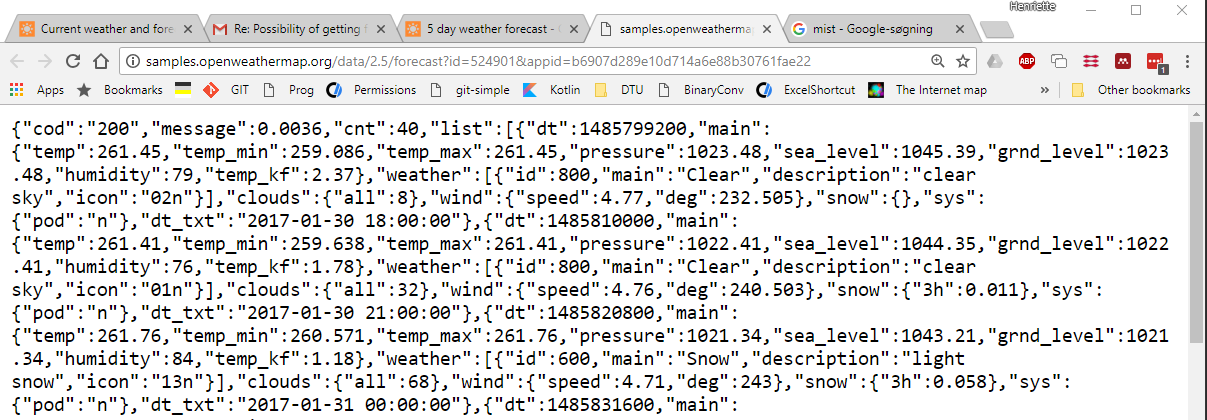 Henriette
Current weather and fore
Re: Possibility of getting f
5 day weather forecast -
samples.openweathermap
mist - Google-søgning
samples.openweathermap.org/data/2.5/forecast?id=524901&appid=b6907d289e10d714a6e88b30761fae22
ABP
1
Apps Bookmarks GIT Prog Permissions git-simple Kotlin DTU BinaryConv ExcelShortcut The Internet map » Other bookmarks
{"cod":"200","message":0.0036,"cnt":40,"list":[{"dt":1485799200,"main":
{"temp":261.45,"temp_min":259.086,"temp_max":261.45,"pressure":1023.48,"sea_level":1045.39,"grnd_level":1023
.48,"humidity":79,"temp_kf":2.37},"weather":[{"id":800,"main":"Clear","description":"clear
sky","icon":"02n"}],"clouds":{"all":8},"wind":{"speed":4.77,"deg":232.505},"snow":{},"sys":
{"pod":"n"},"dt_txt":"2017-01-30 18:00:00"},{"dt":1485810000,"main":
{"temp":261.41,"temp_min":259.638,"temp_max":261.41,"pressure":1022.41,"sea_level":1044.35,"grnd_level":1022
.41,"humidity":76,"temp_kf":1.78},"weather":[{"id":800,"main":"Clear","description":"clear
sky","icon":"01n"}],"clouds":{"all":32},"wind":{"speed":4.76,"deg":240.503},"snow":{"3h":0.011},"sys":
{"pod":"n"},"dt_txt":"2017-01-30 21:00:00"},{"dt":1485820800,"main":
{"temp":261.76,"temp_min":260.571,"temp_max":261.76,"pressure":1021.34,"sea_level":1043.21,"grnd_level":1021
.34,"humidity":84,"temp_kf":1.18},"weather":[{"id":600,"main":"Snow","description":"light
snow","icon":"13n"}],"clouds":{"all":68},"wind":{"speed":4.71,"deg":243},"snow":{"3h":0.058},"sys":
{"pod":"n"},"dt_txt":"2017-01-31 00:00:00"},{"dt":1485831600,"main":